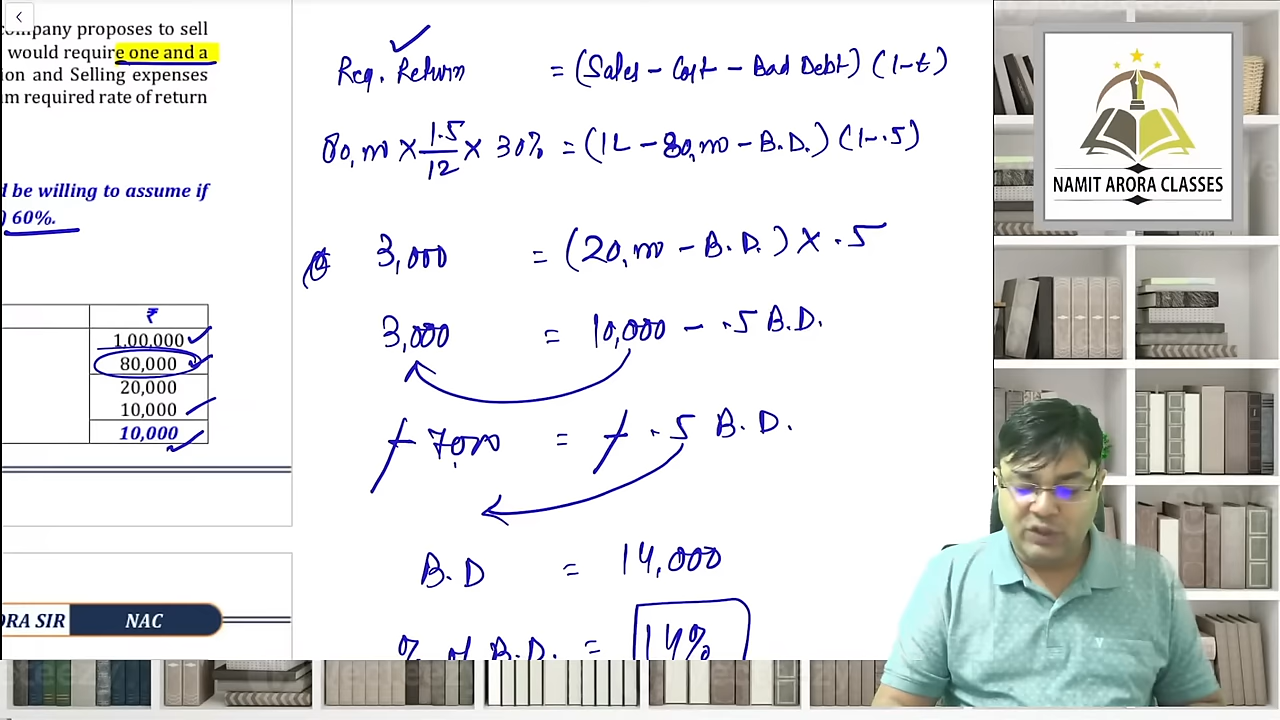 company proposes to sell
would require one and a
ion and Selling expenses
m required rate of return
d be willing to assume if
) 60%.
₹
1,00,000
80,000
20,000
10,000
10,000
ORA SIR NAC
Req. Return = (Sales - Cost - Bad Debt) (1-t)
80,000 × 1.5/12 × 30% = (1L - 80,000 - B.D.) (1-.5)
3,000 = (20,000 - B.D.) × .5
3,000 = 10,000 - .5 B.D.
- 7000 = - .5 B.D.
B.D = 14,000
% of B.D. = 14%
NAMIT ARORA CLASSES